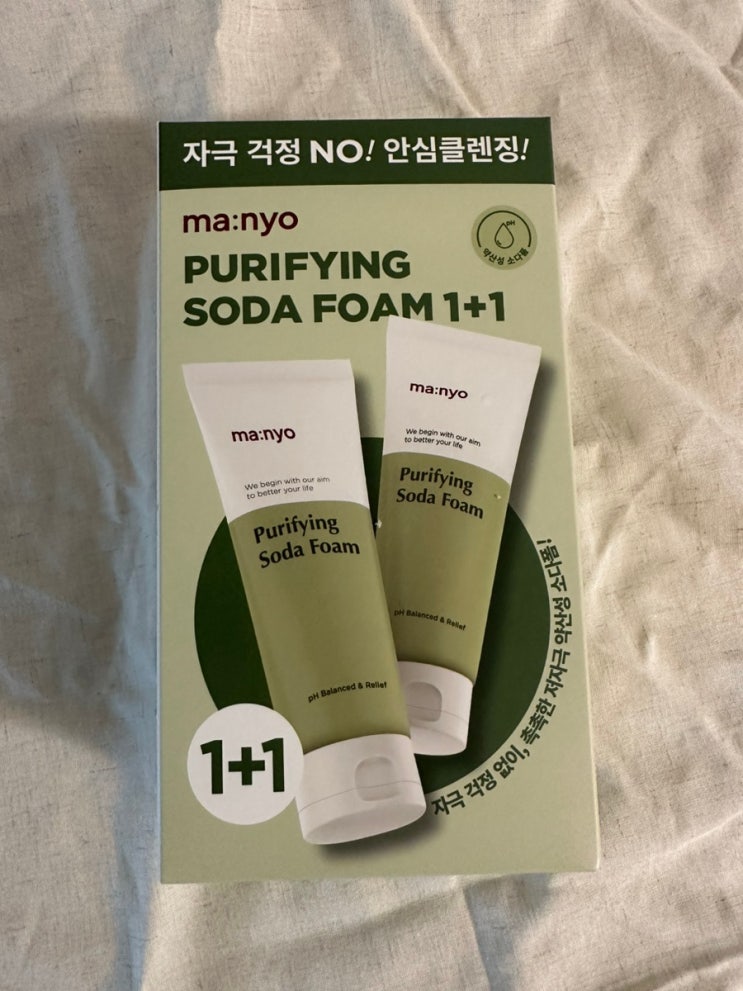 자극 걱정 NO! 안심클렌징!
ma:nyo
pH
약산성 소다폼
PURIFYING
SODA FOAM 1+1
ma:nyo
We begin with our aim
to better your life
Purifying
Soda Foam
pH Balanced & Relief
ma:nyo
We begin with our aim
to better your life
Purifying
Soda Foam
pH Balanced & Relief
1+1
자극 걱정 없이, 촉촉한 저자극 약산성 소다폼!